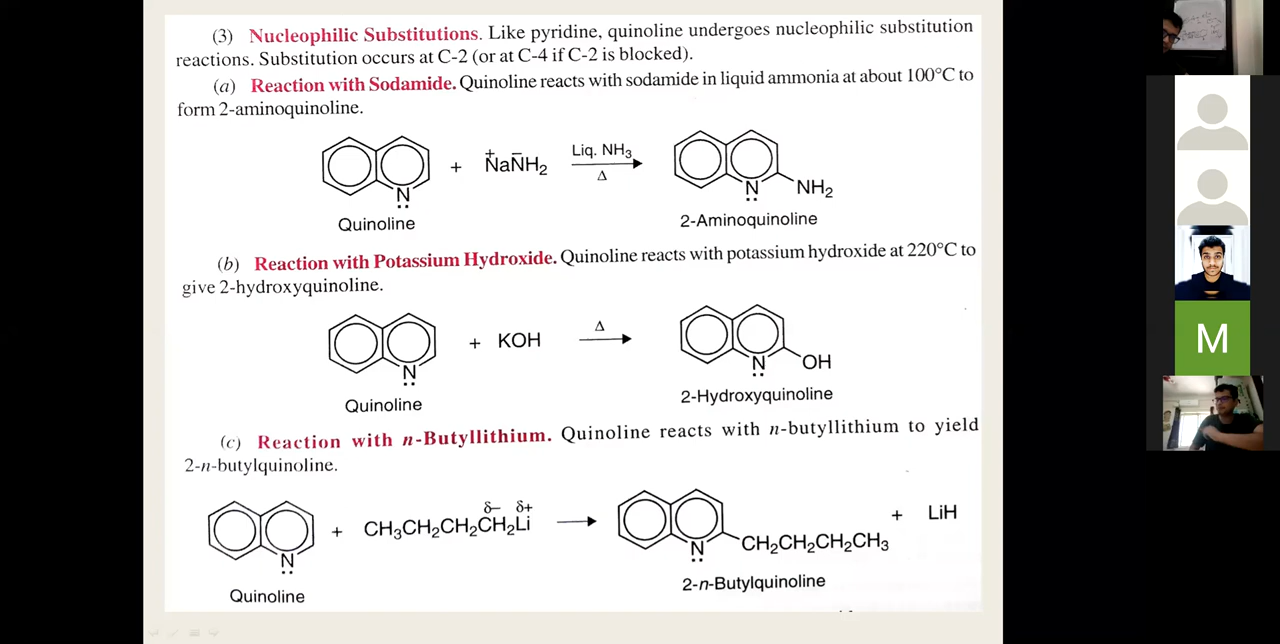 (3) Nucleophilic Substitutions. Like pyridine, quinoline undergoes nucleophilic substitution
reactions. Substitution occurs at C-2 (or at C-4 if C-2 is blocked).
(a) Reaction with Sodamide. Quinoline reacts with sodamide in liquid ammonia at about 100°C to
form 2-aminoquinoline.
N + Na⁺N⁻H₂ Liq. NH₃ Δ N NH₂
Quinoline 2-Aminoquinoline
(b) Reaction with Potassium Hydroxide. Quinoline reacts with potassium hydroxide at 220°C to
give 2-hydroxyquinoline.
N + KOH Δ N OH
Quinoline 2-Hydroxyquinoline
(c) Reaction with n-Butyllithium. Quinoline reacts with n-butyllithium to yield
2-n-butylquinoline.
δ– δ+
N + CH₃CH₂CH₂CH₂Li N CH₂CH₂CH₂CH₃ + LiH
Quinoline 2-n-Butylquinoline
M